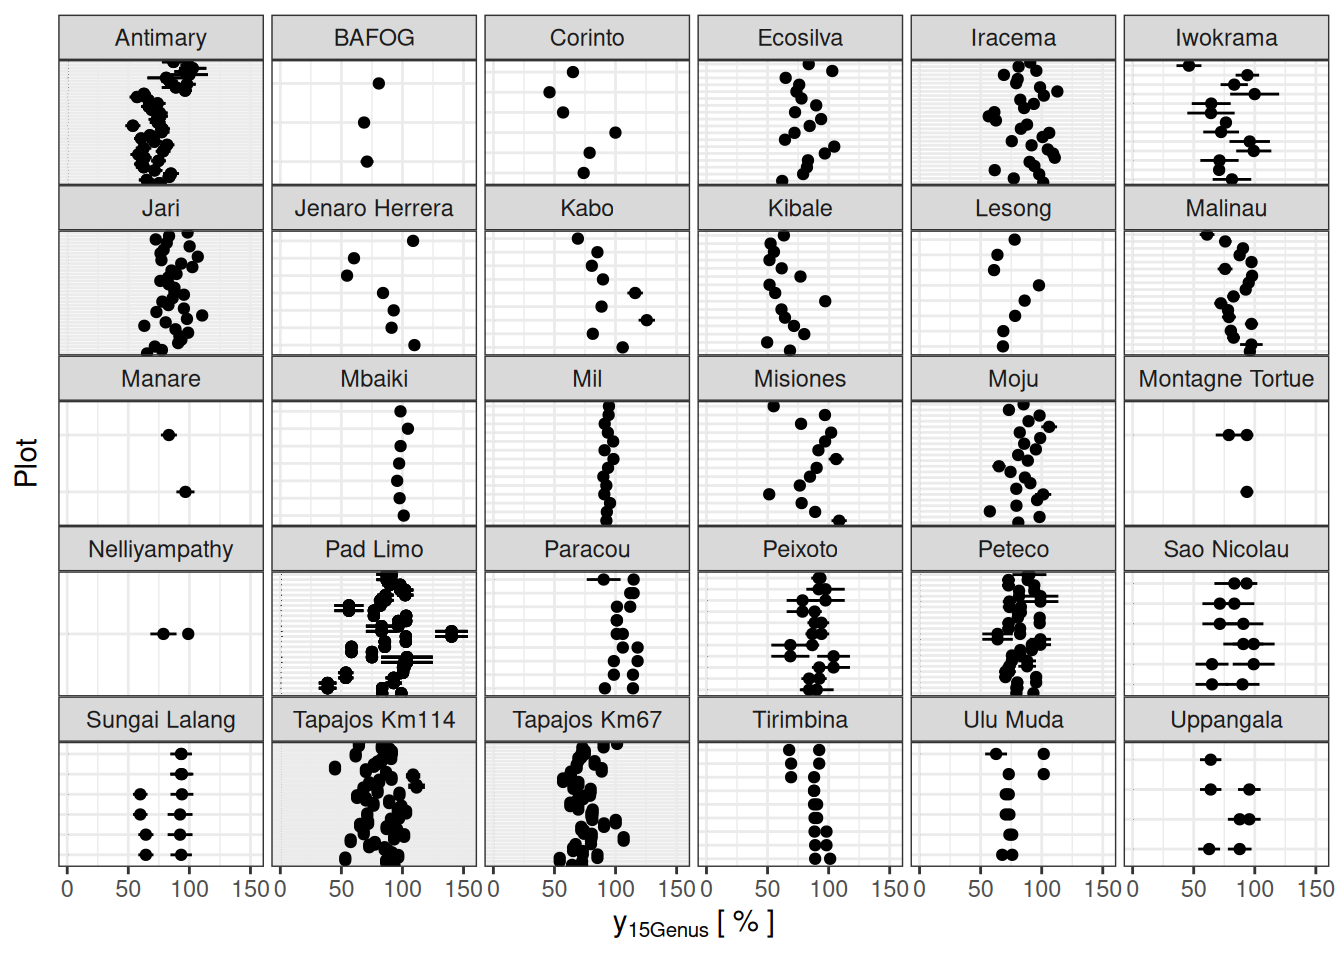 Antimary BAFOG Corinto Ecosilva Iracema Iwokrama
Jari Jenaro Herrera Kabo Kibale Lesong Malinau
Manare Mbaiki Mil Misiones Moju Montagne Tortue
Nelliyampathy Pad Limo Paracou Peixoto Peteco Sao Nicolau
Sungai Lalang Tapajos Km114 Tapajos Km67 Tirimbina Ulu Muda Uppangala
0 50 100 150 0 50 100 150 0 50 100 150 0 50 100 150 0 50 100 150 0 50 100 150
y15Genus [ % ]
Plot